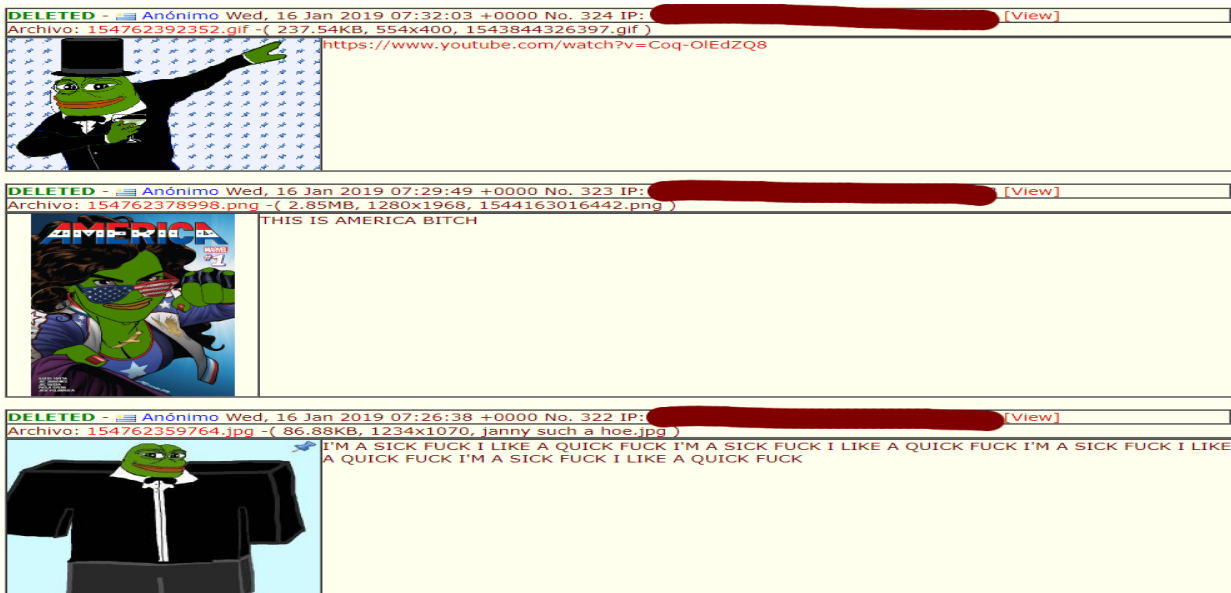 DELETED - Anónimo Wed, 16 Jan 2019 07:32:03 +0000 No. 324 IP: [View]
Archivo: 154762392352.gif -( 237.54KB, 554x400, 1543844326397.gif )
https://www.youtube.com/watch?v=Coq-OlEdZQ8
DELETED - Anónimo Wed, 16 Jan 2019 07:29:49 +0000 No. 323 IP: [View]
Archivo: 154762378998.png -( 2.85MB, 1280x1968, 1544163016442.png )
THIS IS AMERICA BITCH
AMERICA
MARVEL
#1
DELETED - Anónimo Wed, 16 Jan 2019 07:26:38 +0000 No. 322 IP: [View]
Archivo: 154762359764.jpg -( 86.88KB, 1234x1070, janny such a hoe.jpg )
I'M A SICK FUCK I LIKE A QUICK FUCK I'M A SICK FUCK I LIKE A QUICK FUCK I'M A SICK FUCK I LIKE
A QUICK FUCK I'M A SICK FUCK I LIKE A QUICK FUCK